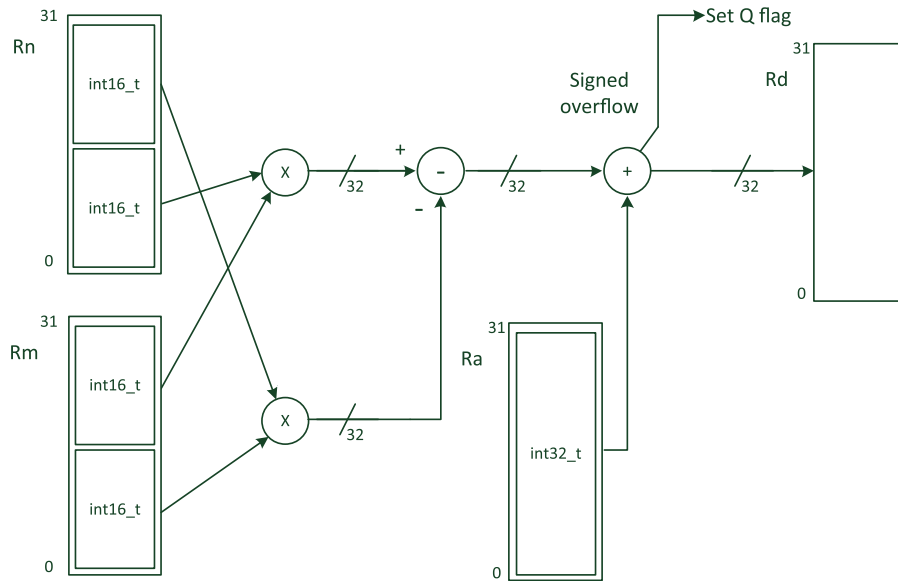 31
Rn
int16_t
int16_t
0
31
Rm
int16_t
int16_t
0
X
32
X
32
+
-
-
32
31
Ra
int32_t
0
Signed
overflow
+
Set Q flag
32
31
Rd
0